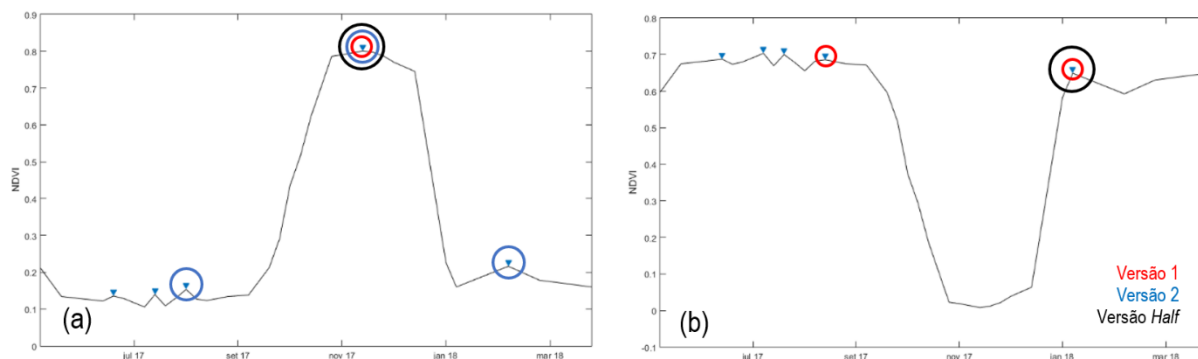 0.9
0.8
0.7
0.6
0.5
0.4
0.3
0.2
0.1
0
NDVI
(a)
jul 17
set 17
nov 17
jan 18
mar 18
0.8
0.7
0.6
0.5
0.4
0.3
0.2
0.1
0
-0.1
NDVI
(b)
jul 17
set 17
nov 17
jan 18
mar 18
Versão 1
Versão 2
Versão Half